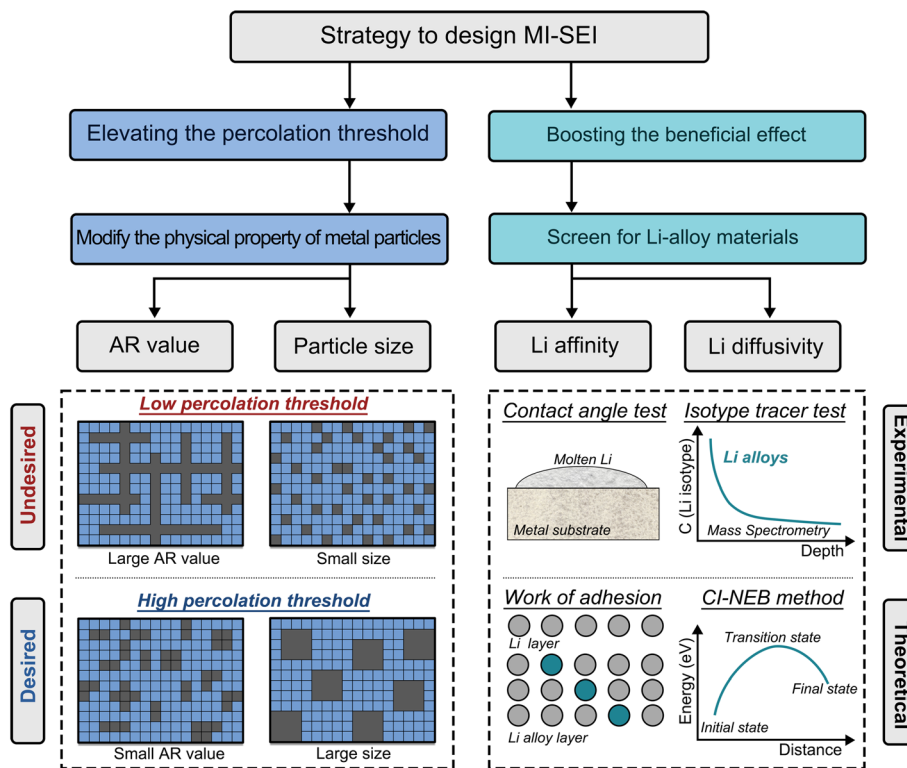 Strategy to design MI-SEI
Elevating the percolation threshold
Boosting the beneficial effect
Modify the physical property of metal particles
Screen for Li-alloy materials
AR value
Particle size
Li affinity
Li diffusivity
Undesired
Low percolation threshold
Large AR value
Small size
Contact angle test
Molten Li
Metal substrate
Isotype tracer test
C (Li isotype)
Li alloys
Mass Spectrometry
Depth
Experimental
Desired
High percolation threshold
Small AR value
Large size
Work of adhesion
Li layer
Li alloy layer
CI-NEB method
Energy (eV)
Transition state
Final state
Initial state
Distance
Theoretical